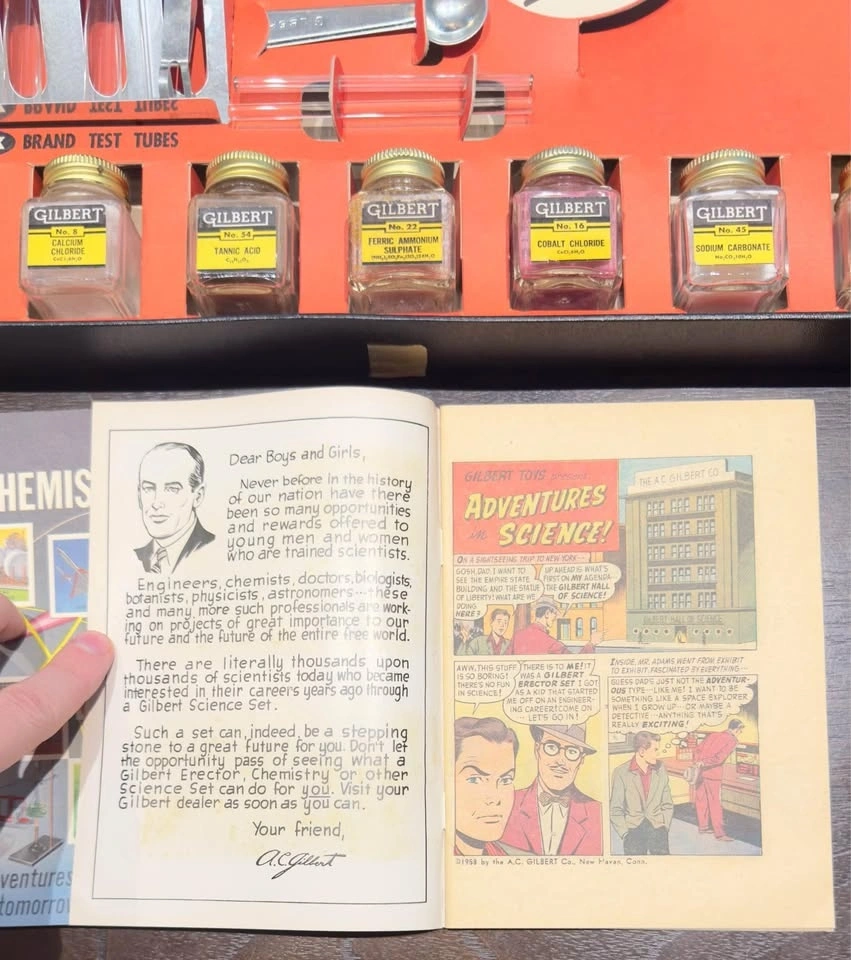 BRAND TEST TUBES
BRAND TEST TUBES
GILBERT
No. 8
CALCIUM
CHLORIDE
GILBERT
No. 54
TANNIC ACID
GILBERT
No. 22
FERRIC AMMONIUM
SULPHATE
GILBERT
No. 16
COBALT CHLORIDE
GILBERT
No. 45
SODIUM CARBONATE
HEMIS
ventures
tomorro
Dear Boys and Girls,
Never before in the history
of our nation have there
been so many opportunities
and rewards offered to
young men and women
who are trained scientists.
Engineers, chemists, doctors, biologists,
botanists, physicists, astronomers---these
and many more such professionals are work-
ing on projects of great importance to our
future and the future of the entire free world.
There are literally thousands upon
thousands of scientists today who became
interested in their careers years ago through
a Gilbert Science Set.
Such a set can, indeed, be a stepping
stone to a great future for you. Don't let
the opportunity pass of seeing what a
Gilbert Erector, Chemistry or other
Science Set can do for you. Visit your
Gilbert dealer as soon as you can.
Your friend,
A.C. Gilbert
GILBERT TOYS present:
ADVENTURES
in SCIENCE!
THE A.C. GILBERT CO.
GILBERT HALL OF SCIENCE
ON A SIGHTSEEING TRIP TO NEW YORK---
GOSH, DAD, I WANT TO
SEE THE EMPIRE STATE
BUILDING AND THE STATUE
OF LIBERTY! WHAT ARE WE
DOING
HERE?
UP AHEAD IS WHAT'S
FIRST ON MY AGENDA--
THE GILBERT HALL
OF SCIENCE!
AWW, THIS STUFF
IS SO BORING!
THERE'S NO FUN
IN SCIENCE!
THERE IS TO ME! IT
WAS A GILBERT
ERECTOR SET I GOT
AS A KID THAT STARTED
ME OFF ON AN ENGINEER-
ING CAREER! COME ON
-- LET'S GO IN!
INSIDE, MR. ADAMS WENT FROM EXHIBIT
TO EXHIBIT, FASCINATED BY EVERYTHING--
GUESS DAD'S JUST NOT THE ADVENTUR-
OUS TYPE--LIKE ME! I WANT TO BE
SOMETHING LIKE A SPACE EXPLORER
WHEN I GROW UP-- OR MAYBE A
DETECTIVE--ANYTHING THAT'S
REALLY EXCITING!
©1958 by the A.C. GILBERT Co., New Haven, Conn.